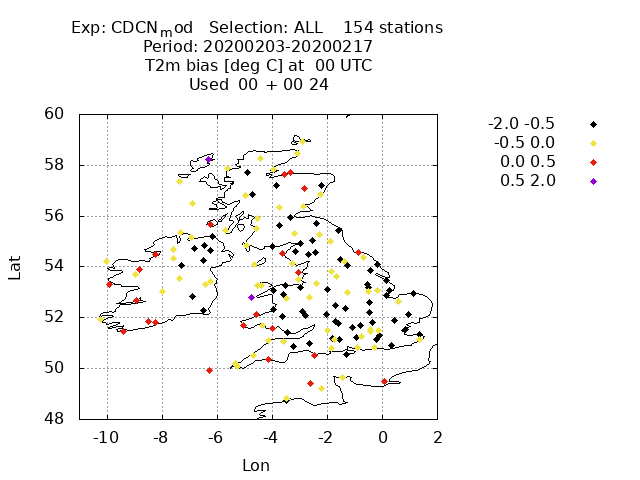 Exp: CDCNmod   Selection: ALL    154 stations
Period: 20200203-20200217
T2m bias [deg C] at  00 UTC
Used  00 + 00 24
-2.0 -0.5
-0.5 0.0
0.0 0.5
0.5 2.0
60
58
56
54
52
50
48
Lat
-10 -8 -6 -4 -2 0 2
Lon